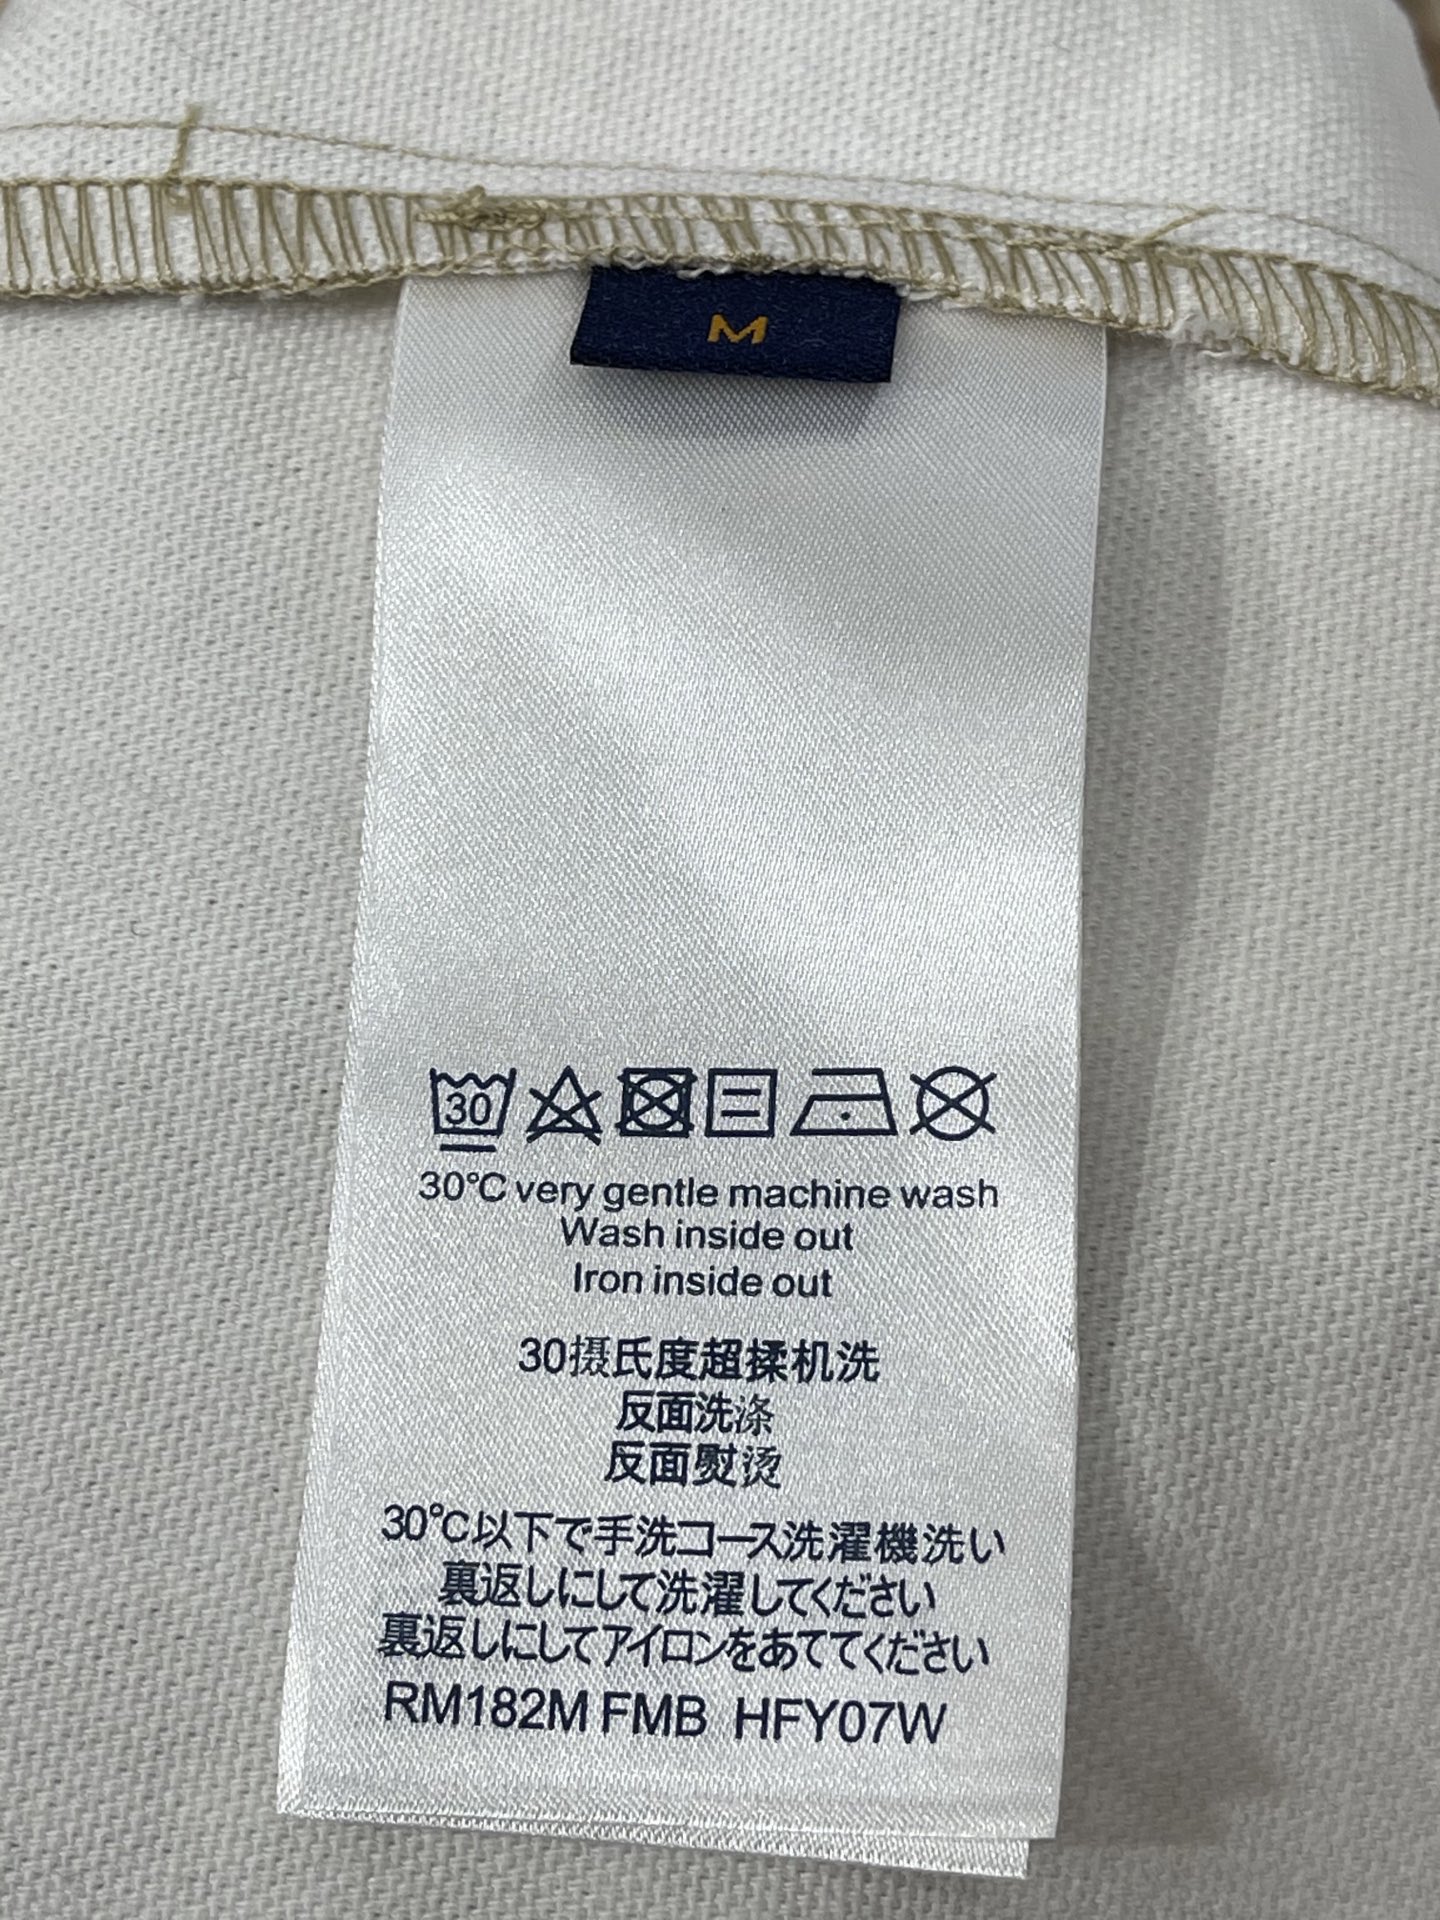 M
30
30℃ very gentle machine wash
Wash inside out
Iron inside out
30摄氏度超揉机洗
反面洗涤
反面熨烫
30℃以下で手洗コース洗濯機洗い
裏返しにして洗濯してください
裏返しにしてアイロンをあててください
RM182M FMB HFY07W